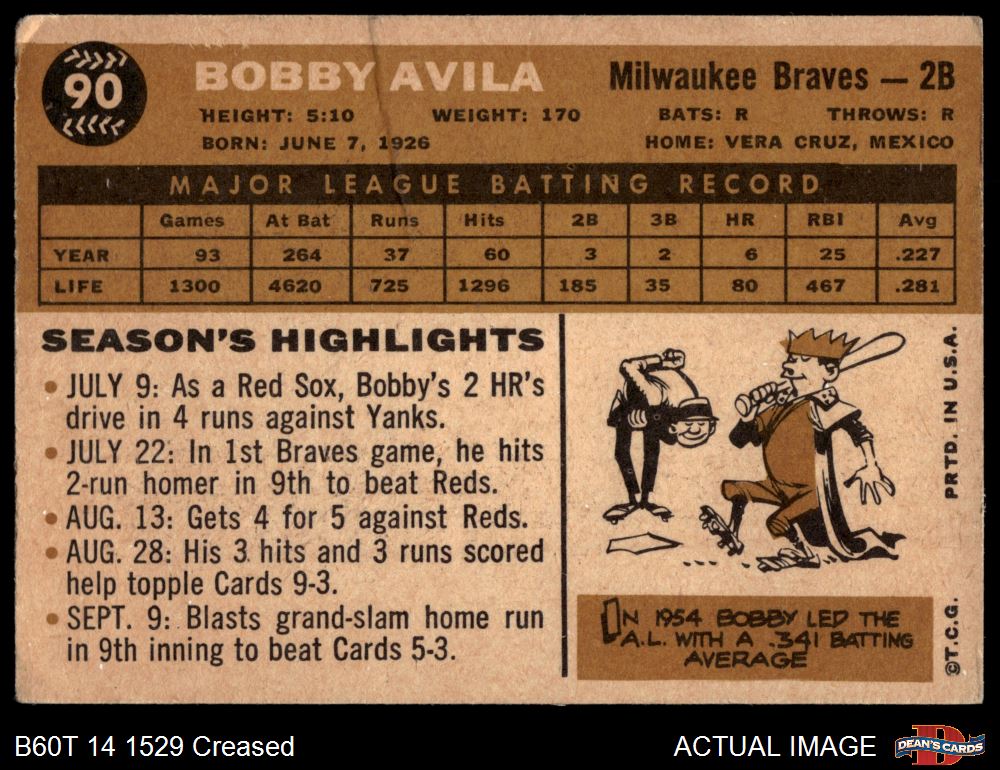 90
BOBBY AVILA
Milwaukee Braves — 2B
HEIGHT: 5:10 WEIGHT: 170 BATS: R THROWS: R
BORN: JUNE 7, 1926 HOME: VERA CRUZ, MEXICO
MAJOR LEAGUE BATTING RECORD
Games At Bat Runs Hits 2B 3B HR RBI Avg
YEAR 93 264 37 60 3 2 6 25 .227
LIFE 1300 4620 725 1296 185 35 80 467 .281
SEASON'S HIGHLIGHTS
• JULY 9: As a Red Sox, Bobby's 2 HR's
drive in 4 runs against Yanks.
• JULY 22: In 1st Braves game, he hits
2-run homer in 9th to beat Reds.
• AUG. 13: Gets 4 for 5 against Reds.
• AUG. 28: His 3 hits and 3 runs scored
help topple Cards 9-3.
• SEPT. 9: Blasts grand-slam home run
in 9th inning to beat Cards 5-3.
IN 1954 BOBBY LED THE
A.L. WITH A .341 BATTING
AVERAGE
©T.C.G. PRTD. IN U.S.A.
B60T 14 1529 Creased
ACTUAL IMAGE
D
DEAN'S CARDS